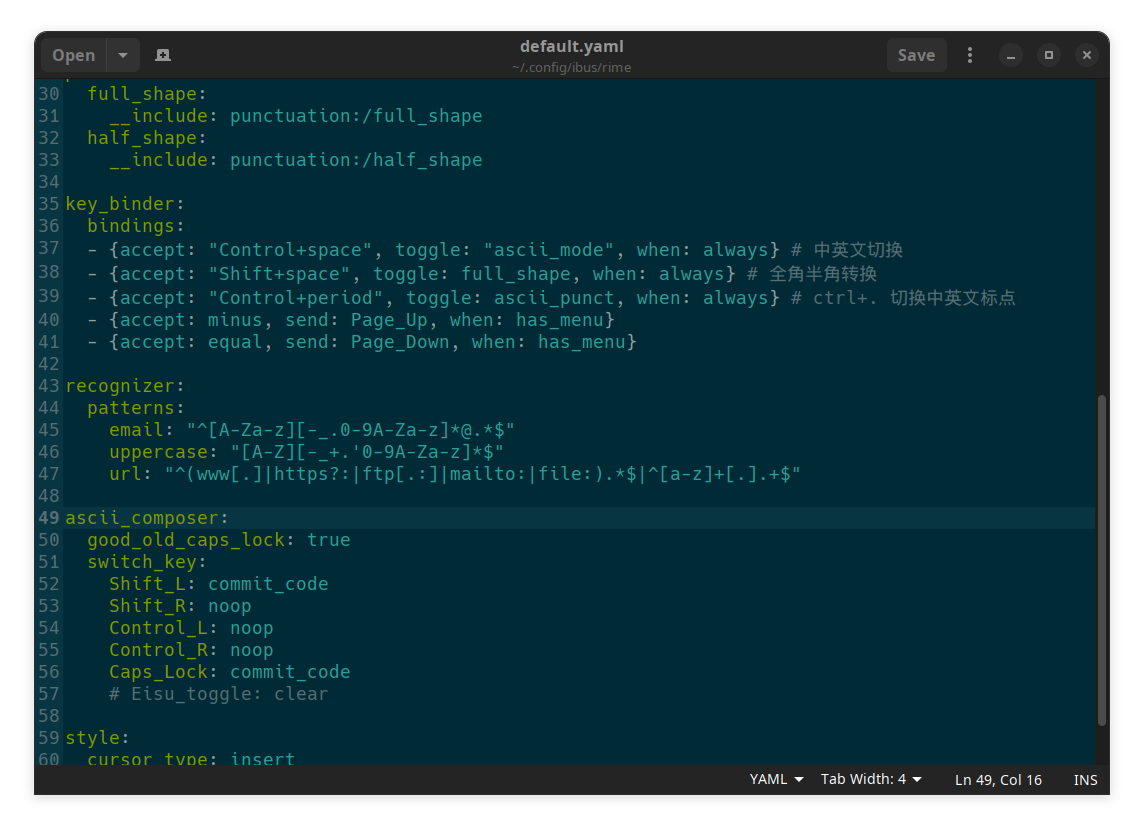 Open
default.yaml
~/.config/ibus/rime
Save
30   full_shape:
31     __include: punctuation:/full_shape
32   half_shape:
33     __include: punctuation:/half_shape
34
35 key_binder:
36   bindings:
37   - {accept: "Control+space", toggle: "ascii_mode", when: always} # 中英文切换
38   - {accept: "Shift+space", toggle: full_shape, when: always} # 全角半角转换
39   - {accept: "Control+period", toggle: ascii_punct, when: always} # ctrl+. 切换中英文标点
40   - {accept: minus, send: Page_Up, when: has_menu}
41   - {accept: equal, send: Page_Down, when: has_menu}
42
43 recognizer:
44   patterns:
45     email: "^[A-Za-z][-_.0-9A-Za-z]*@.*$"
46     uppercase: "[A-Z][-_+.'0-9A-Za-z]*$"
47     url: "^(www[.]|https?:|ftp[.:]|mailto:|file:).*$|^[a-z]+[.].+$"
48
49 ascii_composer:
50   good_old_caps_lock: true
51   switch_key:
52     Shift_L: commit_code
53     Shift_R: noop
54     Control_L: noop
55     Control_R: noop
56     Caps_Lock: commit_code
57     # Eisu_toggle: clear
58
59 style:
60   cursor_type: insert
YAML
Tab Width: 4
Ln 49, Col 16
INS